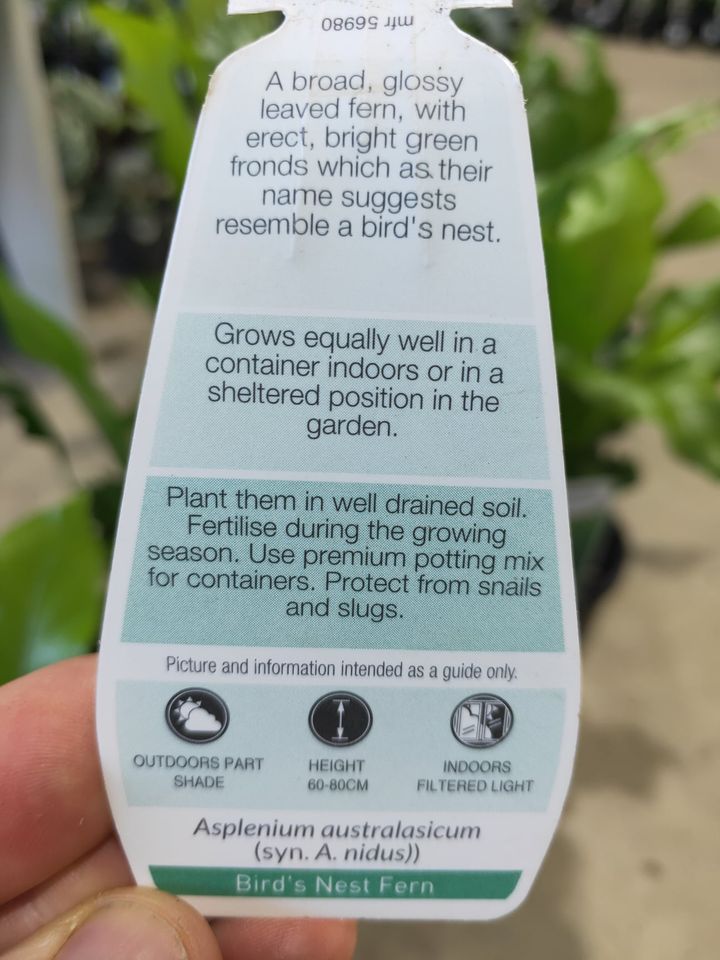 mfr 56980
A broad, glossy
leaved fern, with
erect, bright green
fronds which as their
name suggests
resemble a bird's nest.
Grows equally well in a
container indoors or in a
sheltered position in the
garden.
Plant them in well drained soil.
Fertilise during the growing
season. Use premium potting mix
for containers. Protect from snails
and slugs.
Picture and information intended as a guide only.
OUTDOORS PART
SHADE
HEIGHT
60-80CM
INDOORS
FILTERED LIGHT
Asplenium australasicum
(syn. A. nidus))
Bird's Nest Fern